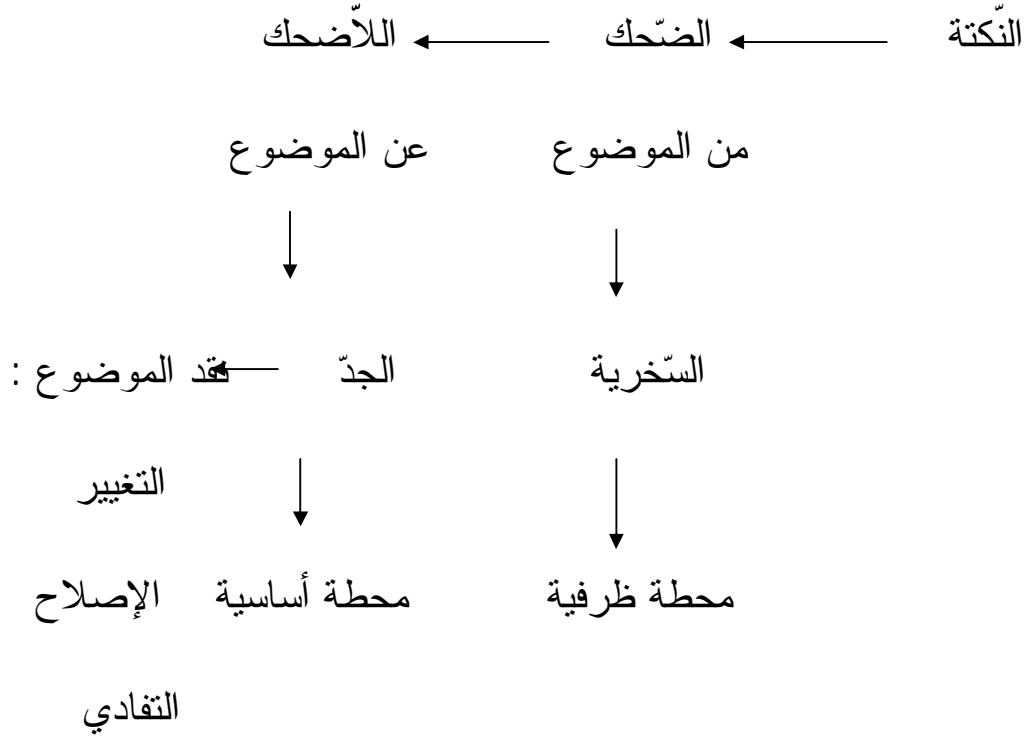 النّكتة الضّحك اللاّضحك
من الموضوع عن الموضوع
السّخرية الجدّ نقد الموضوع :
التغيير
محطة ظرفية محطة أساسية الإصلاح
التفادي